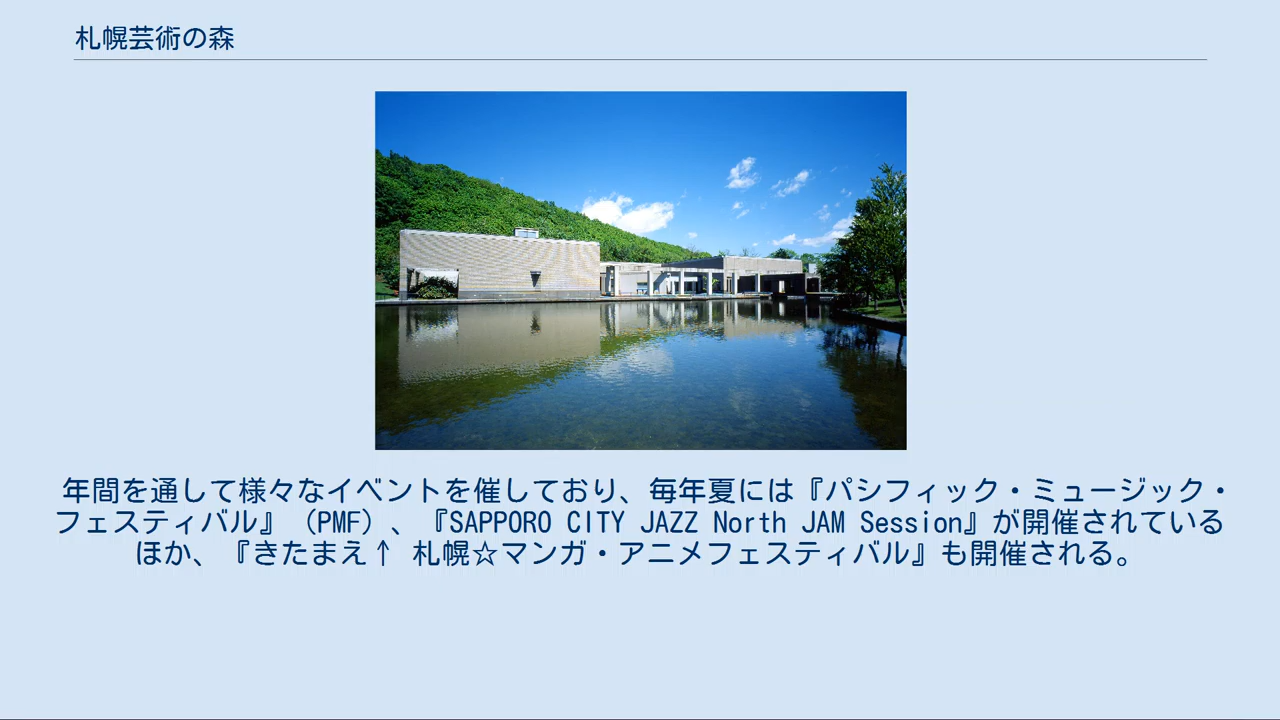 札幌芸術の森
年間を通して様々なイベントを催しており、毎年夏には『パシフィック・ミュージック・
フェスティバル』（PMF）、『SAPPORO CITY JAZZ North JAM Session』が開催されている
ほか、『きたまえ↑ 札幌☆マンガ・アニメフェスティバル』も開催される。